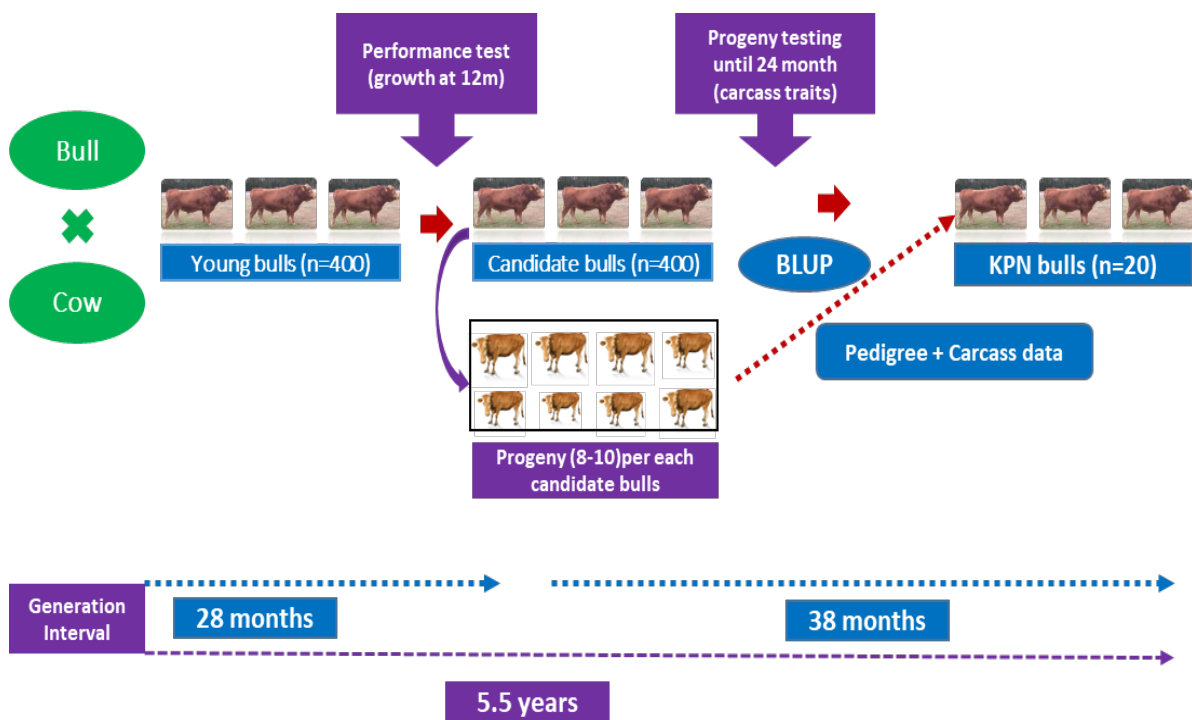 Performance test
(growth at 12m)
Progeny testing
until 24 month
(carcass traits)
Bull
Cow
Young bulls (n=400)
Candidate bulls (n=400)
BLUP
KPN bulls (n=20)
Pedigree + Carcass data
Progeny (8-10)per each
candidate bulls
Generation
Interval
28 months
38 months
5.5 years